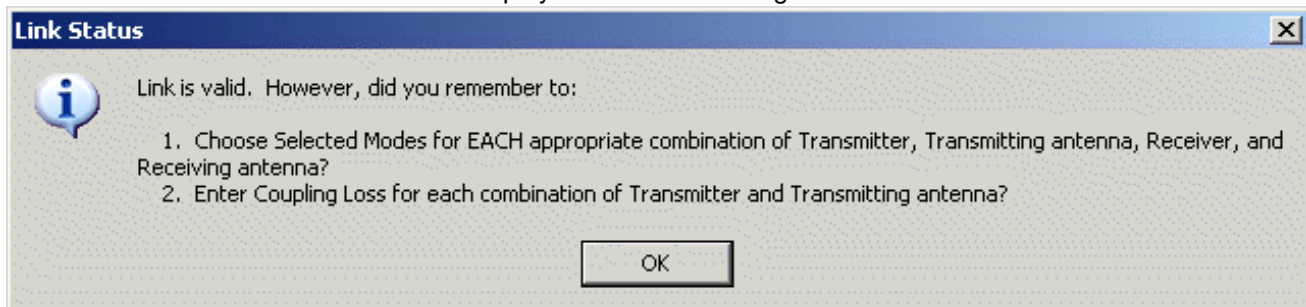 Link Status
Link is valid. However, did you remember to:
1. Choose Selected Modes for EACH appropriate combination of Transmitter, Transmitting antenna, Receiver, and
Receiving antenna?
2. Enter Coupling Loss for each combination of Transmitter and Transmitting antenna?
OK